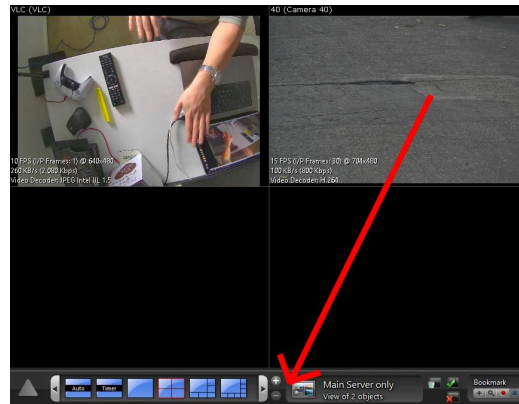 VLC (VLC)
40 (Camera 40)
10 FPS (I/P Frames: 1) @ 640x480
260 KB/s (2,080 Kbps)
Video Decoder: JPEG Intel IJL 1.5
15 FPS (I/P Frames: 30) @ 704x480
100 KB/s (800 Kbps)
Video Decoder: H.264
Auto
Timer
Main Server only
View of 2 objects
Bookmark